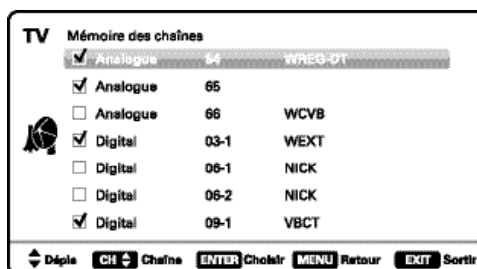 TV Mémoire des chaînes
Analogue 64 WREG-DT
Analogue 65
Analogue 66 WCVB
Digital 03-1 WEXT
Digital 06-1 NICK
Digital 06-2 NICK
Digital 09-1 VBCT
Dépla CH Chaîne ENTER Choisir MENU Retour EXIT Sortir